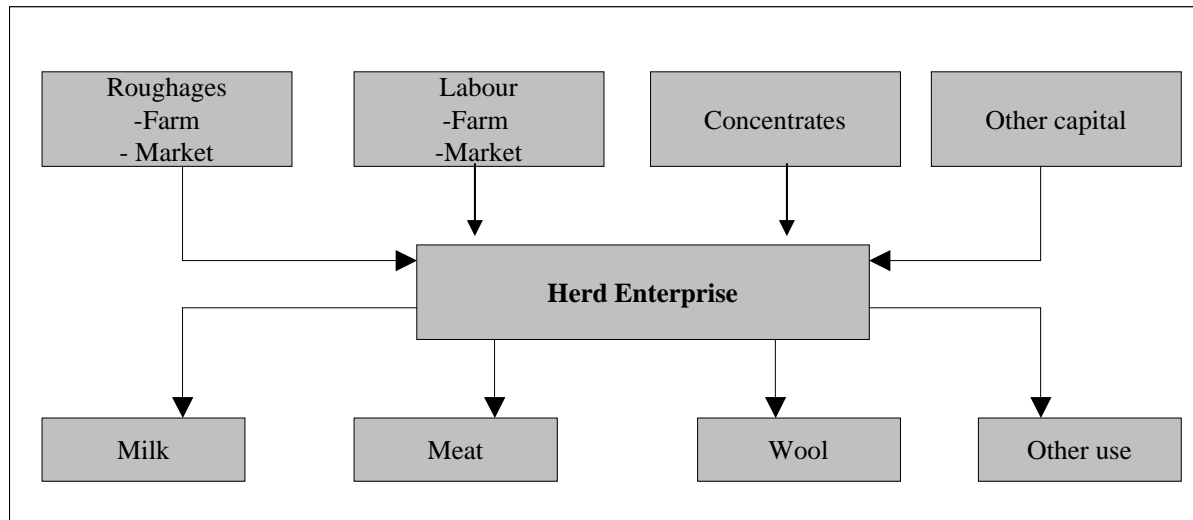 Roughages
-Farm
- Market
Labour
-Farm
-Market
Concentrates
Other capital
Herd Enterprise
Milk
Meat
Wool
Other use